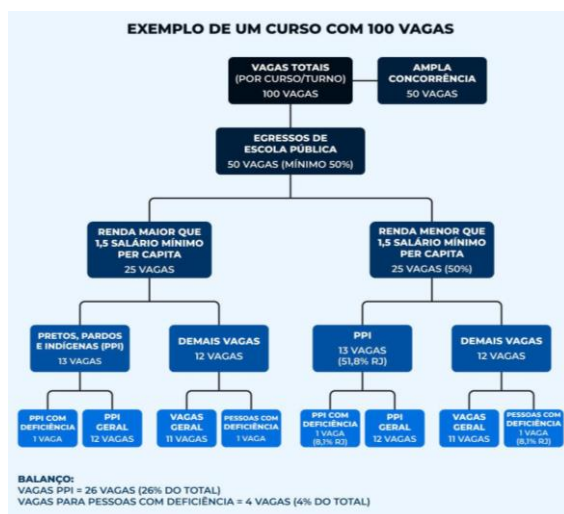 EXEMPLO DE UM CURSO COM 100 VAGAS
VAGAS TOTAIS
(POR CURSO/TURNO)
100 VAGAS
AMPLA
CONCORRÊNCIA
50 VAGAS
EGRESSOS DE
ESCOLA PÚBLICA
50 VAGAS (MÍNIMO 50%)
RENDA MAIOR QUE
1,5 SALÁRIO MÍNIMO
PER CAPITA
25 VAGAS
RENDA MENOR QUE
1,5 SALÁRIO MÍNIMO
PER CAPITA
25 VAGAS (50%)
PRETOS, PARDOS
E INDÍGENAS (PPI)
13 VAGAS
DEMAIS VAGAS
12 VAGAS
PPI
13 VAGAS
(51,8% RJ)
DEMAIS VAGAS
12 VAGAS
PPI COM
DEFICIÊNCIA
1 VAGA
PPI
GERAL
12 VAGAS
VAGAS
GERAL
11 VAGAS
PESSOAS COM
DEFICIÊNCIA
1 VAGA
PPI COM
DEFICIÊNCIA
1 VAGA
(8,1% RJ)
PPI
GERAL
12 VAGAS
VAGAS
GERAL
11 VAGAS
PESSOAS COM
DEFICIÊNCIA
1 VAGA
(8,1% RJ)
BALANÇO:
VAGAS PPI = 26 VAGAS (26% DO TOTAL)
VAGAS PARA PESSOAS COM DEFICIÊNCIA = 4 VAGAS (4% DO TOTAL)